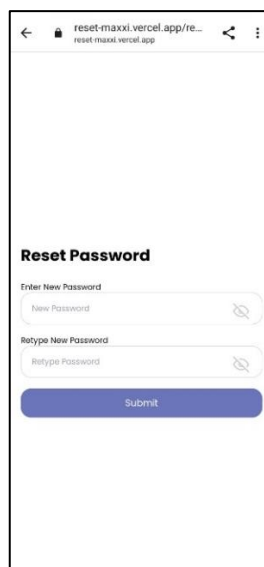 reset-maxxi.vercel.app/re...
reset-maxxi.vercel.app
Reset Password
Enter New Password
New Password
Retype New Password
Retype Password
Submit